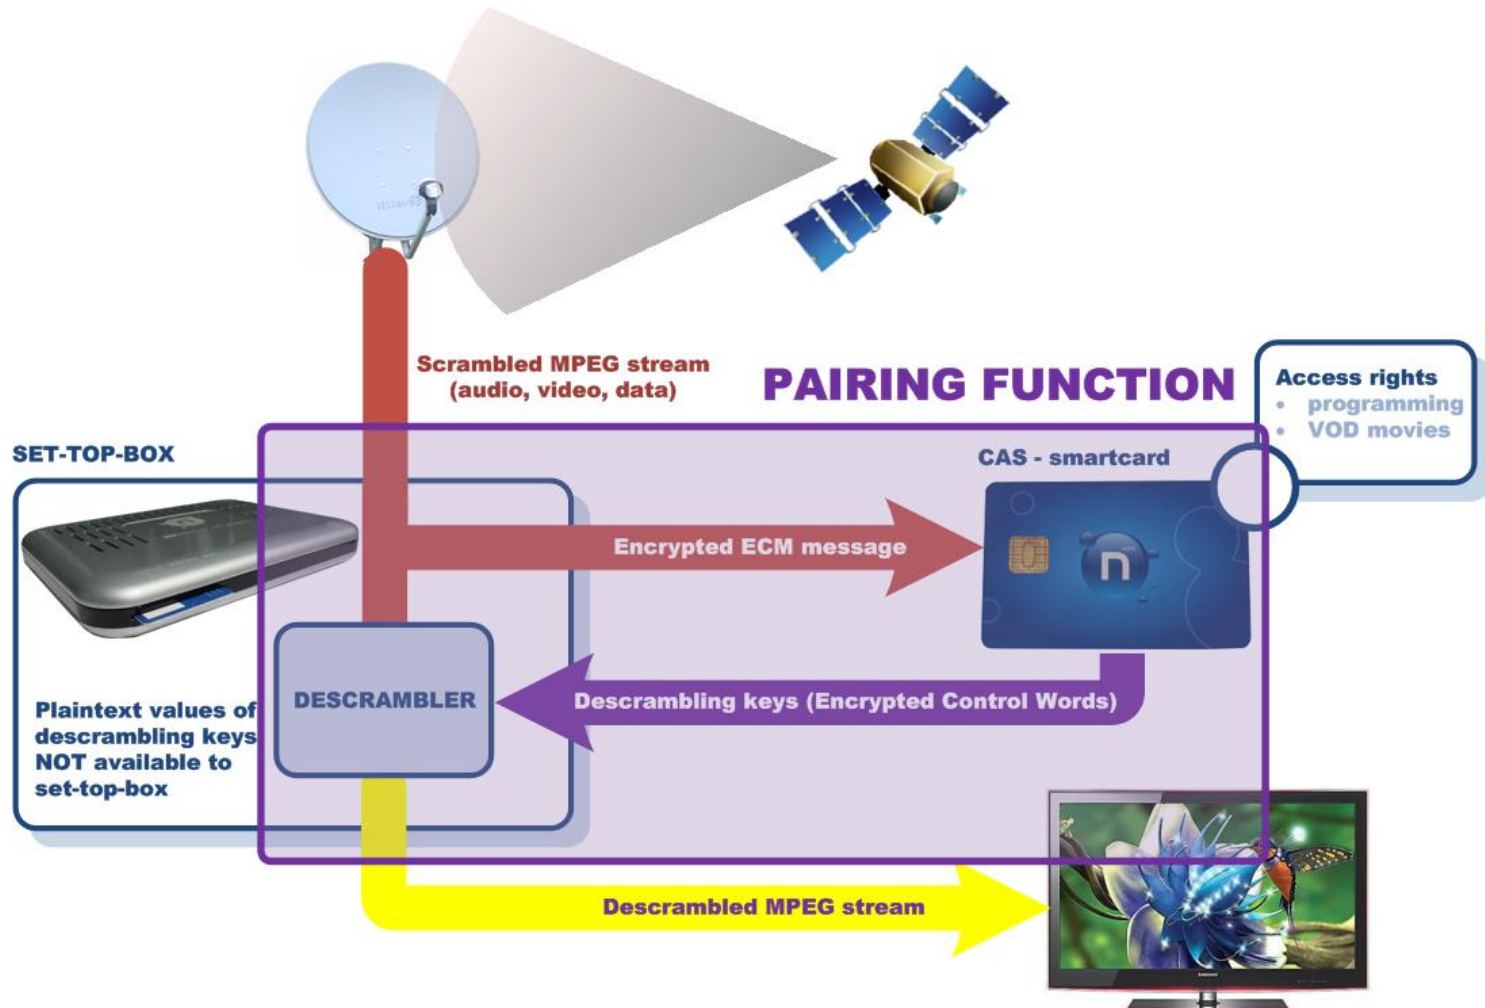 Scrambled MPEG stream
(audio, video, data)
PAIRING FUNCTION
Access rights
• programming
• VOD movies
SET-TOP-BOX
CAS - smartcard
Encrypted ECM message
n
DESCRAMBLER
Descrambling keys (Encrypted Control Words)
Plaintext values of
descrambling keys
NOT available to
set-top-box
Descrambled MPEG stream
SAMSUNG